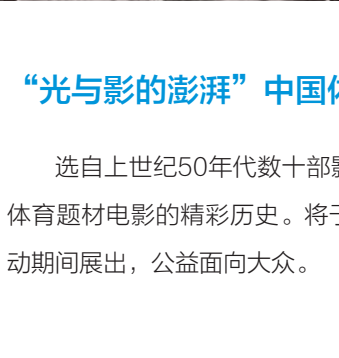 “光与影的澎湃”中国体
选自上世纪50年代数十部影
体育题材电影的精彩历史。将于
动期间展出，公益面向大众。